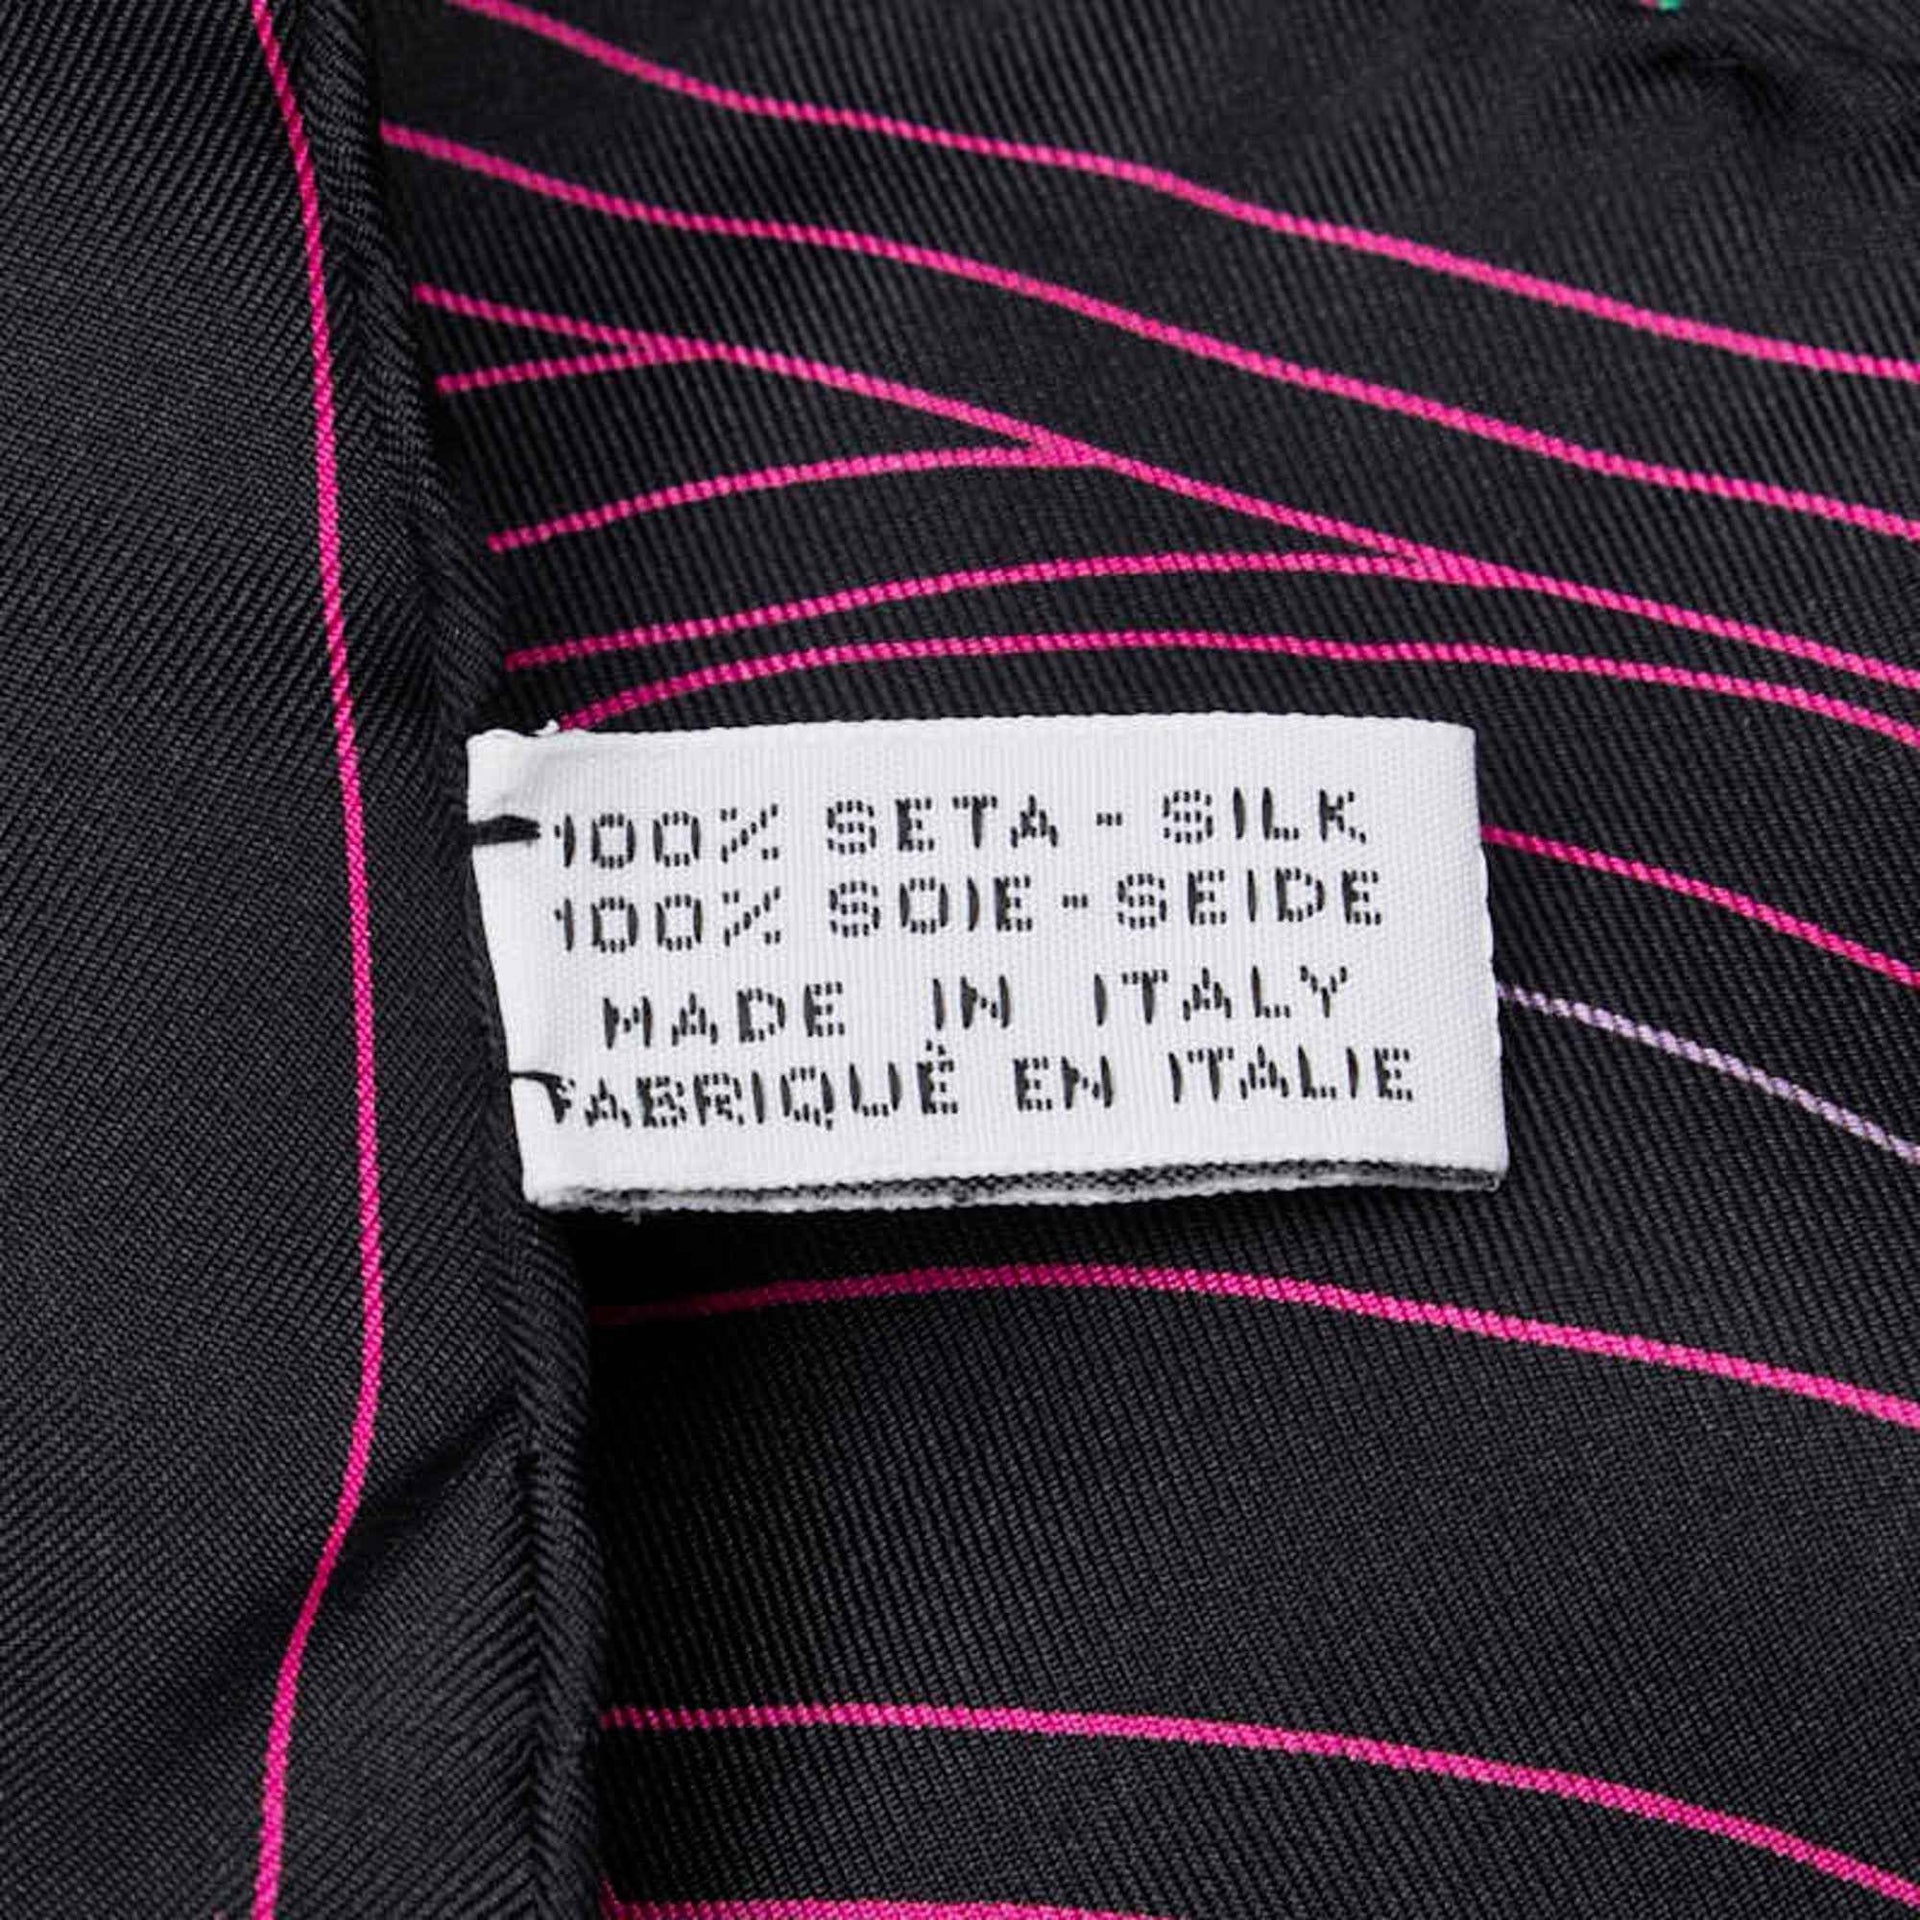 100% SETA - SILK
100% SOIE - SEIDE
MADE IN ITALY
FABRIQUÉ EN ITALIE